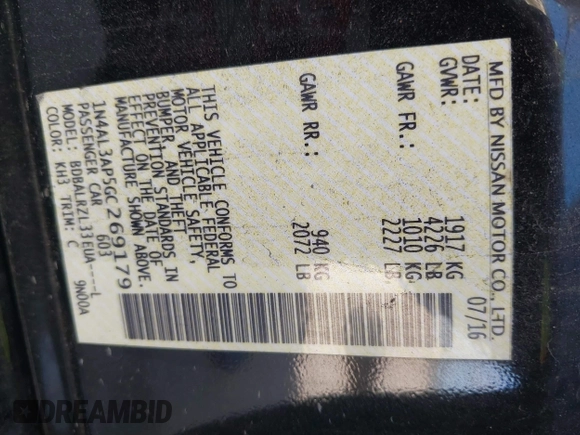 MFD BY NISSAN MOTOR CO., LTD.
DATE: 07/16
GVWR: 1917 KG
4226 LB
GAWR FR.: 1010 KG
2227 LB
GAWR RR.: 940 KG
2072 LB
THIS VEHICLE CONFORMS TO
ALL APPLICABLE FEDERAL
MOTOR VEHICLE SAFETY,
BUMPER, AND THEFT
PREVENTION STANDARDS IN
EFFECT ON THE DATE OF
MANUFACTURE SHOWN ABOVE.
1N4AL3AP5GC269179
PASSENGER CAR 603
MODEL: BDBALRZL336UA----L
COLOR: KH3 TRIM: C 9N00A
DREAMBID